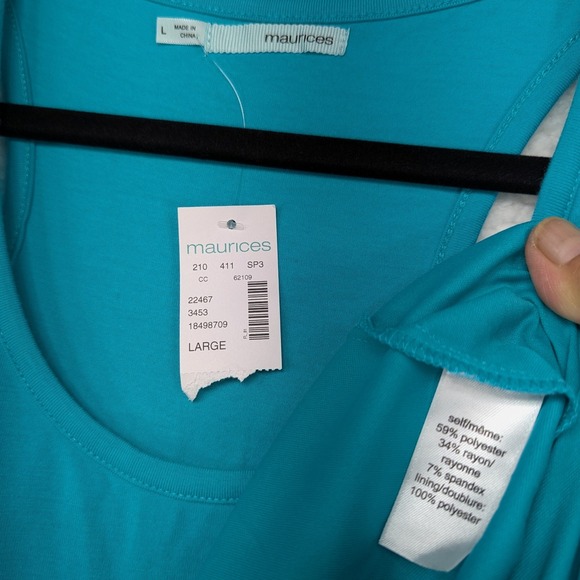 L
MADE IN
CHINA
maurices
maurices
210 411 SP3
CC 62109
22467
3453
18498709
LARGE
self/même:
59% polyester
34% rayon/
rayonne
7% spandex
lining/doublure:
100% polyester